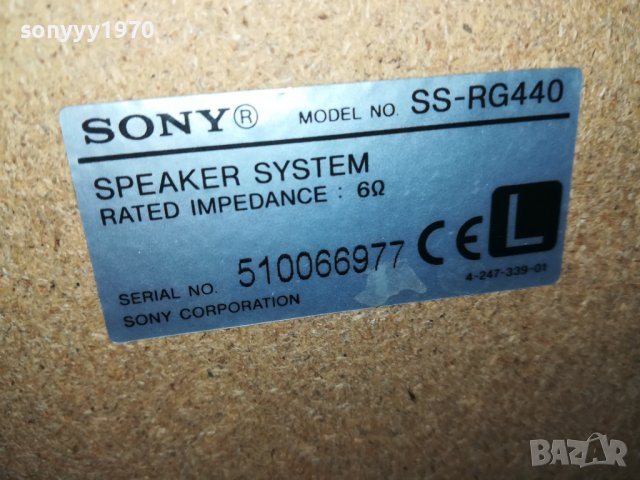 sonyyy1970
SONY® MODEL NO. SS-RG440
SPEAKER SYSTEM
RATED IMPEDANCE : 6Ω
SERIAL NO. 510066977 CE L
4-247-339-01
SONY CORPORATION
BAZAR